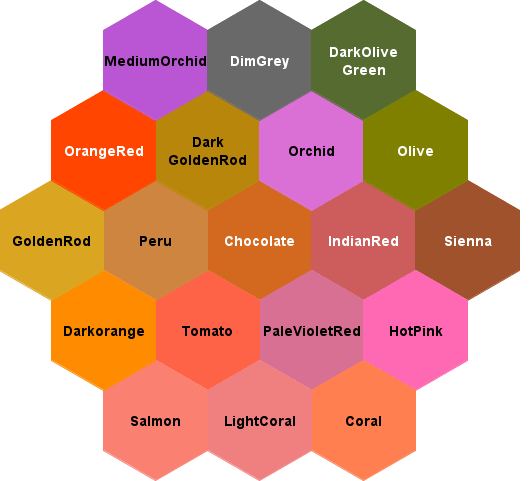 MediumOrchid
DimGrey
DarkOlive
Green
OrangeRed
Dark
GoldenRod
Orchid
Olive
GoldenRod
Peru
Chocolate
IndianRed
Sienna
Darkorange
Tomato
PaleVioletRed
HotPink
Salmon
LightCoral
Coral